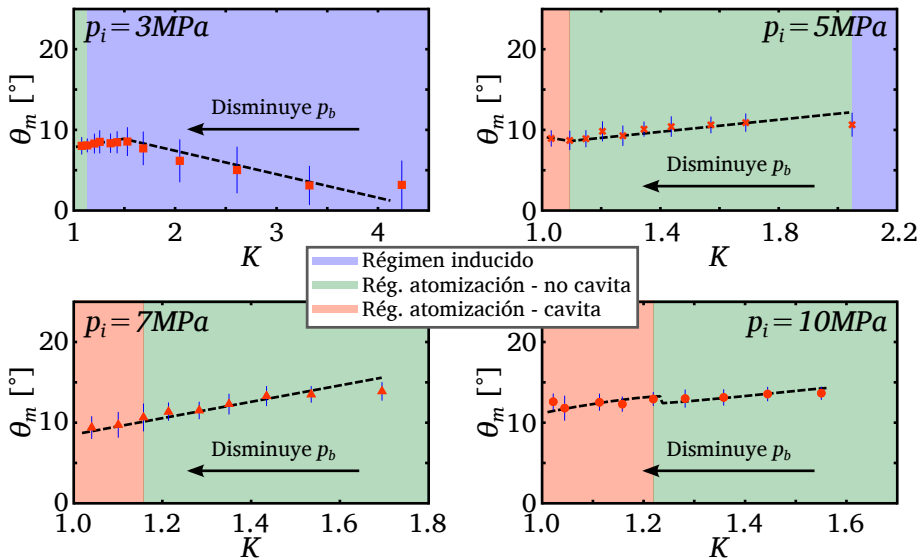 p_i = 3MPa
Disminuye p_b
θ_m [°]
20
10
0
1
2
3
4
K
p_i = 5MPa
Disminuye p_b
θ_m [°]
20
10
0
1.0
1.4
1.8
2.2
K
Régimen inducido
Rég. atomización - no cavita
Rég. atomización - cavita
p_i = 7MPa
Disminuye p_b
θ_m [°]
20
10
0
1.0
1.2
1.4
1.6
1.8
K
p_i = 10MPa
Disminuye p_b
θ_m [°]
20
10
0
1.0
1.2
1.4
1.6
K